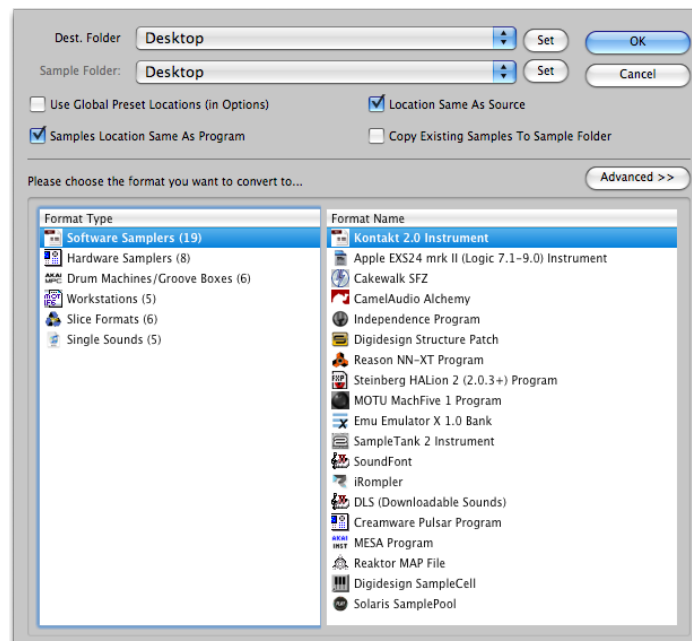 Dest. Folder Desktop Set OK
Sample Folder: Desktop Set Cancel
Use Global Preset Locations (in Options) Location Same As Source
Samples Location Same As Program Copy Existing Samples To Sample Folder
Please choose the format you want to convert to... Advanced >>
Format Type
Software Samplers (19)
Hardware Samplers (8)
Drum Machines/Groove Boxes (6)
Workstations (5)
Slice Formats (6)
Single Sounds (5)
Format Name
Kontakt 2.0 Instrument
Apple EXS24 mrk II (Logic 7.1-9.0) Instrument
Cakewalk SFZ
CamelAudio Alchemy
Independence Program
Digidesign Structure Patch
Reason NN-XT Program
Steinberg HALion 2 (2.0.3+) Program
MOTU MachFive 1 Program
Emu Emulator X 1.0 Bank
SampleTank 2 Instrument
SoundFont
iRompler
DLS (Downloadable Sounds)
Creamware Pulsar Program
MESA Program
Reaktor MAP File
Digidesign SampleCell
Solaris SamplePool